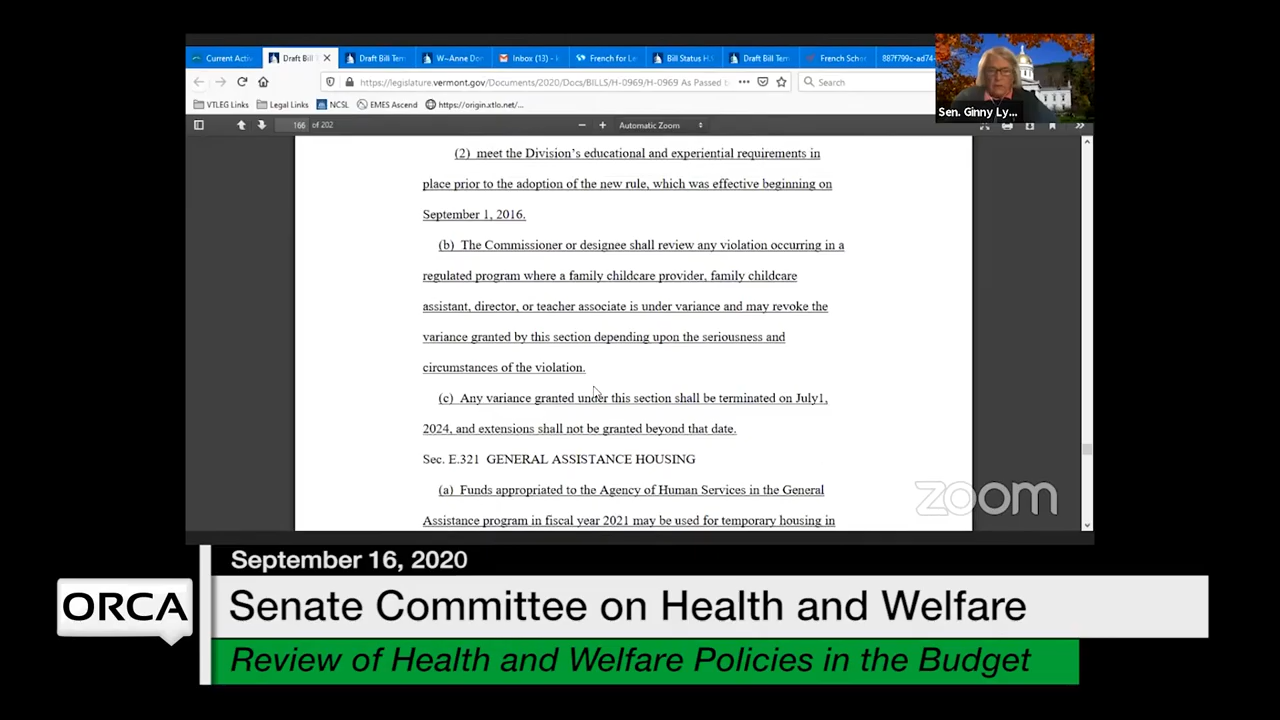 Current Activ
Draft Bill T
Draft Bill Tem
W~Anne Don
Inbox (13) –
French for Le
Bill Status H.9
Draft Bill Tem
French Schor
887f799c-ad74-
https://legislature.vermont.gov/Documents/2020/Docs/BILLS/H-0969/H-0969 As Passed b
Search
VTLEG Links
Legal Links
NCSL
EMES Ascend
https://origin.xtlo.net/...
Sen. Ginny Ly...
166 of 202
Automatic Zoom
(2) meet the Division’s educational and experiential requirements in
place prior to the adoption of the new rule, which was effective beginning on
September 1, 2016.
(b) The Commissioner or designee shall review any violation occurring in a
regulated program where a family childcare provider, family childcare
assistant, director, or teacher associate is under variance and may revoke the
variance granted by this section depending upon the seriousness and
circumstances of the violation.
(c) Any variance granted under this section shall be terminated on July1,
2024, and extensions shall not be granted beyond that date.
Sec. E.321 GENERAL ASSISTANCE HOUSING
(a) Funds appropriated to the Agency of Human Services in the General
Assistance program in fiscal year 2021 may be used for temporary housing in
zoom
September 16, 2020
ORCA
Senate Committee on Health and Welfare
Review of Health and Welfare Policies in the Budget